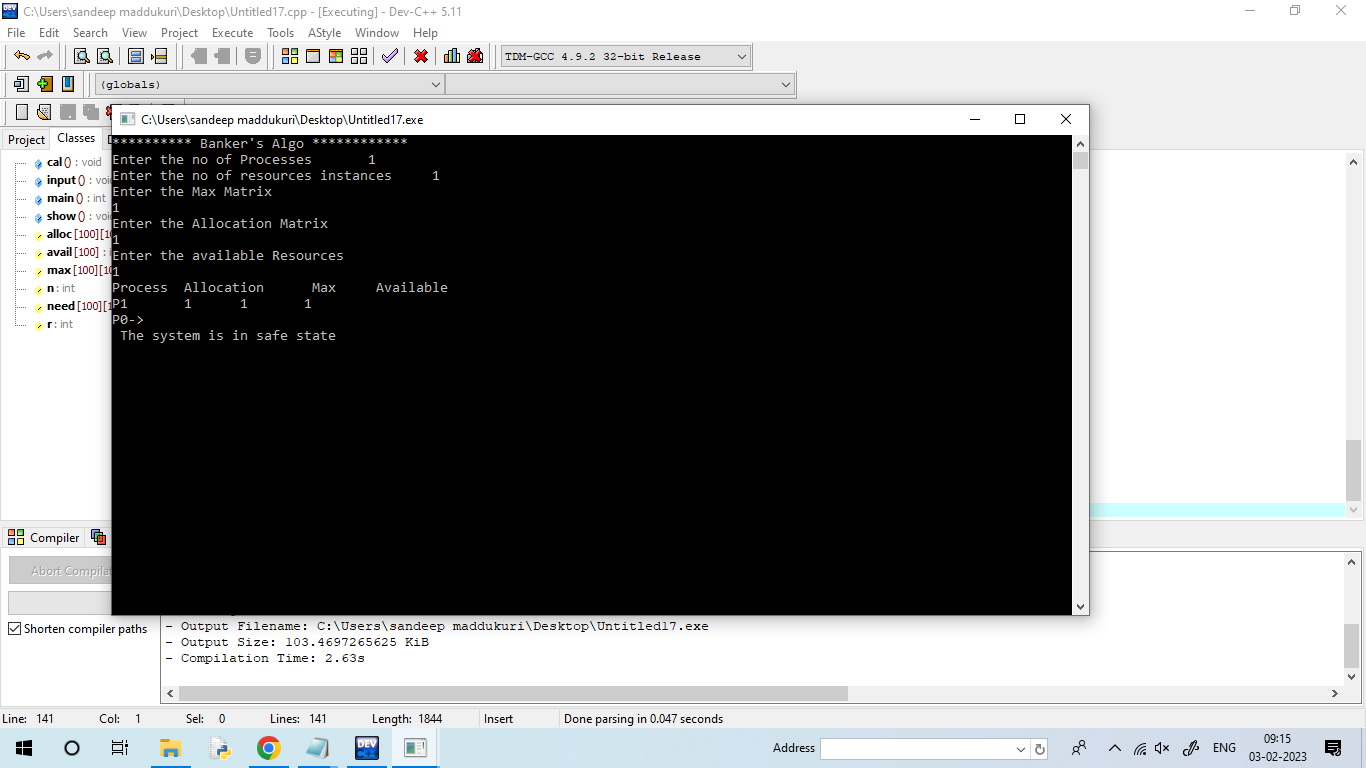 C:\Users\sandeep maddukuri\Desktop\Untitled17.cpp - [Executing] - Dev-C++ 5.11
File Edit Search View Project Execute Tools AStyle Window Help
TDM-GCC 4.9.2 32-bit Release
(globals)
C:\Users\sandeep maddukuri\Desktop\Untitled17.exe
Project Classes
cal () : void
input () : voi
main () : int
show () : voi
alloc [100][10
avail [100] : i
max [100][10
n : int
need [100][1
r : int
********** Banker's Algo ************
Enter the no of Processes 1
Enter the no of resources instances 1
Enter the Max Matrix
1
Enter the Allocation Matrix
1
Enter the available Resources
1
Process Allocation Max Available
P1 1 1 1
P0->
The system is in safe state
Compiler
Abort Compilat
Shorten compiler paths
- Output Filename: C:\Users\sandeep maddukuri\Desktop\Untitled17.exe
- Output Size: 103.4697265625 KiB
- Compilation Time: 2.63s
Line: 141 Col: 1 Sel: 0 Lines: 141 Length: 1844 Insert Done parsing in 0.047 seconds
DEV
Address
ENG
09:15
03-02-2023